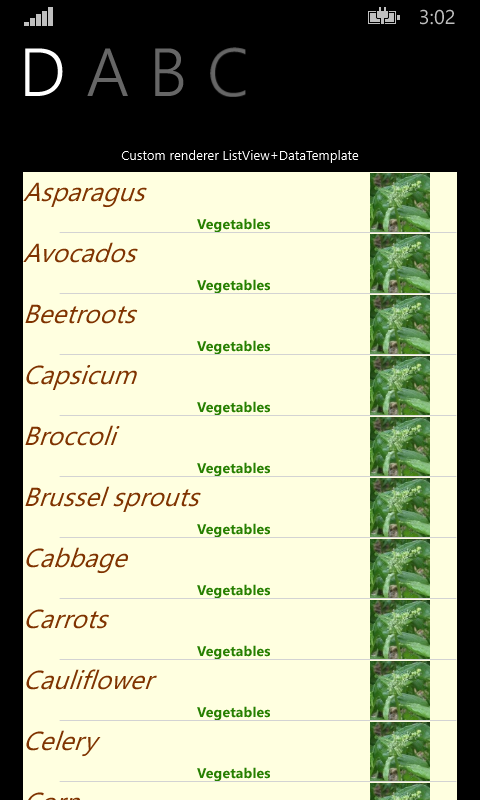 3:02
D A B C
Custom renderer ListView+DataTemplate
Asparagus
Vegetables
Avocados
Vegetables
Beetroots
Vegetables
Capsicum
Vegetables
Broccoli
Vegetables
Brussel sprouts
Vegetables
Cabbage
Vegetables
Carrots
Vegetables
Cauliflower
Vegetables
Celery
Vegetables
Corn